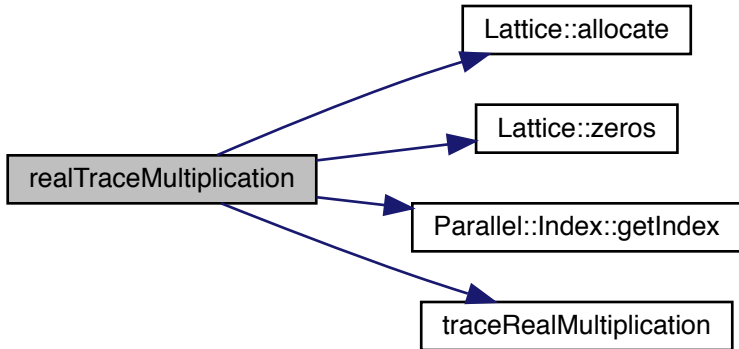 Lattice::allocate
Lattice::zeros
realTraceMultiplication
Parallel::Index::getIndex
traceRealMultiplication